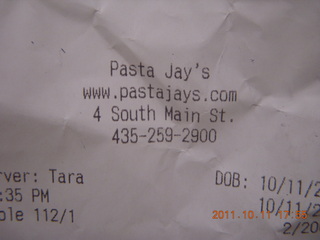 Pasta Jay's
www.pastajays.com
4 South Main St.
435-259-2900
rver: Tara
DOB: 10/11/2
:35 PM
10/11/2
ble 112/1
2/20
2011.10.11